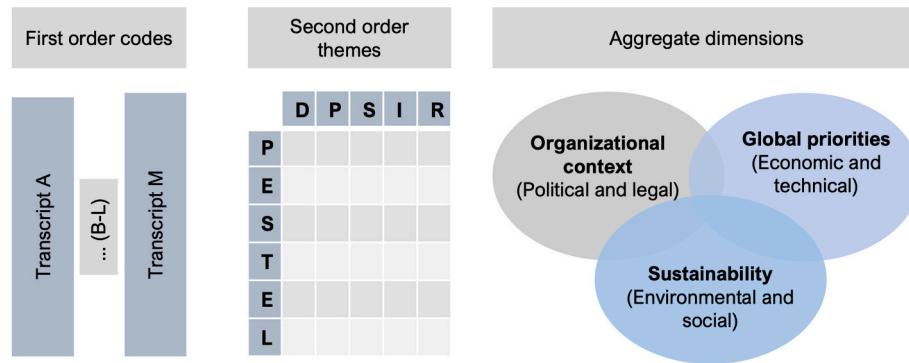 First order codes
Second order
themes
Aggregate dimensions
Transcript A
... (B-L)
Transcript M
D P S I R
P
E
S
T
E
L
Organizational
context
(Political and legal)
Global priorities
(Economic and
technical)
Sustainability
(Environmental and
social)